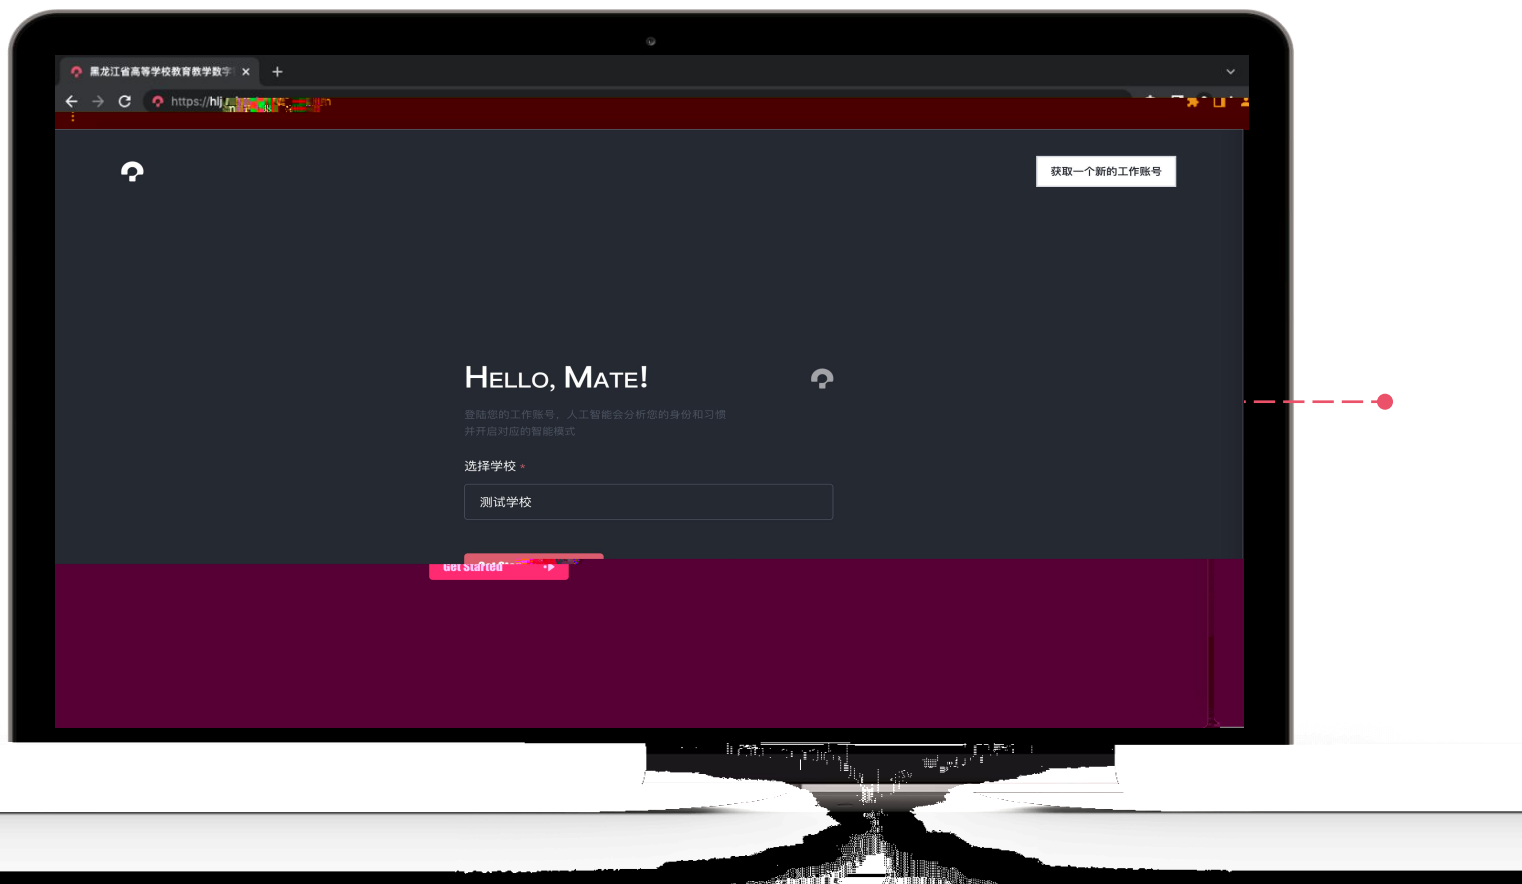 黑龙江省高等学校教育教学数字
https://hlj
获取一个新的工作账号
HELLO, MATE!
登陆您的工作账号，人工智能会分析您的身份和习惯
并开启对应的智能模式
选择学校 *
测试学校
Get Started